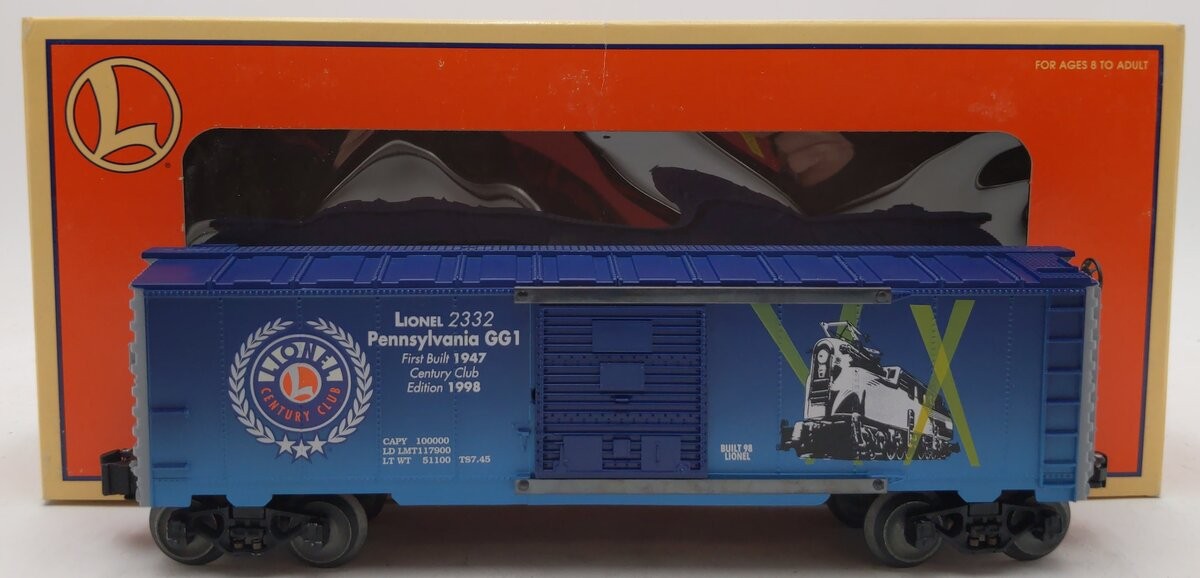 L
FOR AGES 8 TO ADULT
LIONEL
L
CENTURY CLUB
LIONEL 2332
Pennsylvania GG1
First Built 1947
Century Club
Edition 1998
CAPY 100000
LD LMT117900
LT WT 51100 TS7.45
BUILT 98
LIONEL